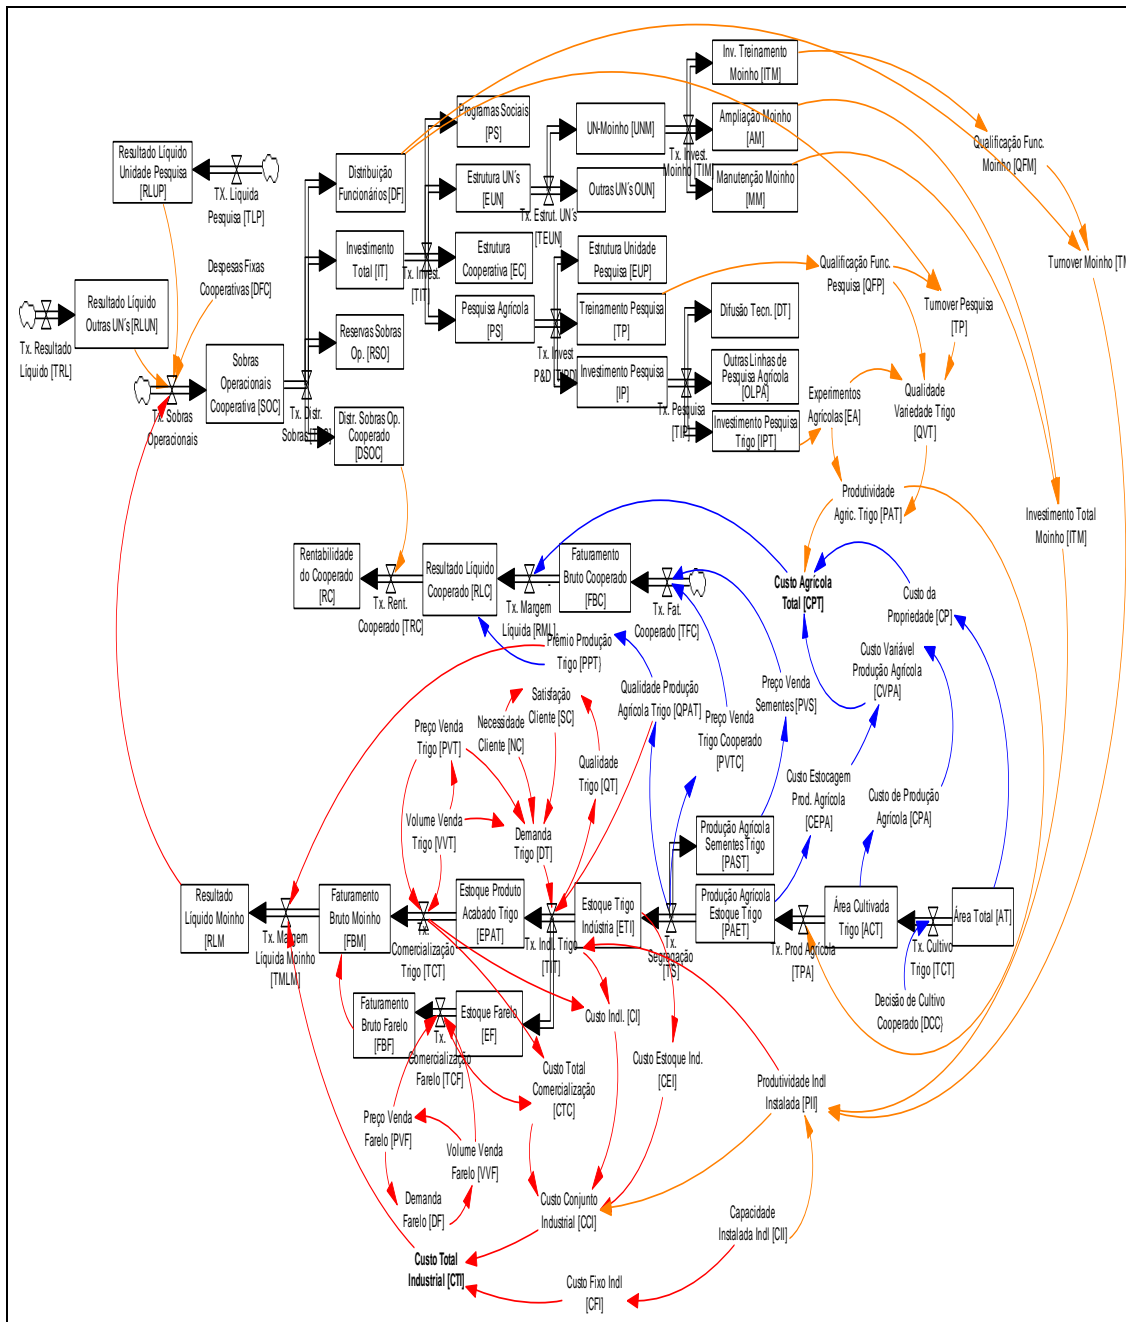 Inv. Treinamento
Moinho [ITM]
Programas Sociais
[PS]
UN-Moinho [UNM]
Ampliação Moinho
[AM]
Tx. Invest.
Moinho [TIM]
Qualificação Func.
Moinho [QFM]
Resultado Líquido
Unidade Pesquisa
[RLUP]
TX. Líquida
Pesquisa [TLP]
Distribuição
Funcionários [DF]
Estrutura UN's
[EUN]
Outras UN's OUN]
Manutenção Moinho
[MM]
Tx. Estrut. UN's
[TEUN]
Despesas Fixas
Cooperativas [DFC]
Investimento
Total [IT]
Tx. Invest.
[TIT]
Estrutura
Cooperativa [EC]
Estrutura Unidade
Pesquisa [EUP]
Qualificação Func.
Pesquisa [QFP]
Turnover Moinho [TM
Resultado Líquido
Outras UN's [RLUN]
Tx. Resultado
Líquido [TRL]
Pesquisa Agrícola
[PS]
Treinamento Pesquisa
[TP]
Difusão Tecn. [DT]
Turnover Pesquisa
[TP]
Reservas Sobras
Op. [RSO]
Tx. Invest
Sobras
Operacionais
Cooperativa [SOC]
Investimento Pesquisa
[IP]
Outras Linhas de
Pesquisa Agrícola
[OLPA]
Tx. Sobras
Operacionais
Tx. Distr.
Distr. Sobras Op.
Cooperado
[DSOC]
Tx. Pesquisa
Investimento Pesquisa
Trigo [IPT]
Experimentos
Agrícolas [EA]
Qualidade
Variedade Trigo
[QVT]
Produtividade
Agric. Trigo [PAT]
Investimento Total
Moinho [ITM]
Rentabilidade
do Cooperado
[RC]
Tx. Rent.
Cooperado [TRC]
Resultado Líquido
Cooperado [RLC]
Tx. Margem
Líquida [RML]
Faturamento
Bruto Cooperado
[FBC]
Tx. Fat.
Cooperado [TFC]
Custo Agrícola
Total [CPT]
Custo da
Propriedade [CP]
Prêmio Produção
Trigo [PPT}
Custo Variável
Produção Agrícola
[CVPA]
Preço Venda
Sementes [PVS]
Qualidade Produção
Agrícola Trigo [QPAT]
Preço Venda
Trigo Cooperado
[PVTC]
Satisfação
Cliente [SC]
Necessidade
Cliente [NC]
Preço Venda
Trigo [PVT]
Qualidade
Trigo [QT]
Custo Estocagem
Prod. Agrícola
[CEPA]
Custo de Produção
Agrícola [CPA]
Volume Venda
Trigo [VVT]
Demanda
Trigo [DT]
Produção Agrícola
Sementes Trigo
[PAST]
Resultado
Líquido Moinho
[RLM
Tx. Margem
Líquida Moinho
[TMLM]
Faturamento
Bruto Moinho
[FBM]
Tx.
Comercialização
Trigo [TCT]
Estoque Produto
Acabado Trigo
[EPAT]
Tx. Indl. Trigo
[TIT]
Estoque Trigo
Indústria [ETI]
Tx.
Segregação
[TS]
Produção Agrícola
Estoque Trigo
[PAET]
Tx. Prod Agrícola
[TPA]
Área Cultivada
Trigo [ACT]
Tx. Cultivo
Trigo [TCT]
Área Total [AT]
Decisão de Cultivo
Cooperado [DCC}
Faturamento
Bruto Farelo
[FBF]
Tx.
Comercialização
Farelo [TCF]
Estoque Farelo
[EF]
Custo Indl. [CI]
Custo Estoque Ind.
[CEI]
Custo Total
Comercialização
[CTC]
Produtividade Indl
Instalada [PII]
Preço Venda
Farelo [PVF]
Volume Venda
Farelo [VVF]
Demanda
Farelo [DF]
Custo Conjunto
Industrial [CCI]
Capacidade
Instalada Indl [CII]
Custo Total
Industrial [CTI]
Custo Fixo Indl
[CFI]